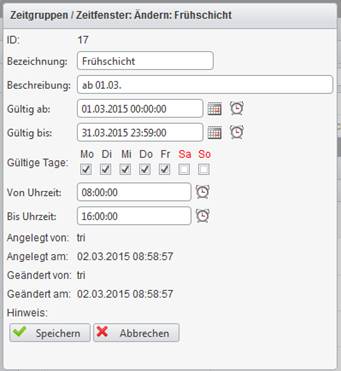 Zeitgruppen / Zeitfenster: Ändern: Frühschicht
ID: 17
Bezeichnung: Frühschicht
Beschreibung: ab 01.03.
Gültig ab: 01.03.2015 00:00:00
Gültig bis: 31.03.2015 23:59:00
Mo Di Mi Do Fr Sa So
Gültige Tage:
Von Uhrzeit: 08:00:00
Bis Uhrzeit: 16:00:00
Angelegt von: tri
Angelegt am: 02.03.2015 08:58:57
Geändert von: tri
Geändert am: 02.03.2015 08:58:57
Hinweis:
Speichern Abbrechen